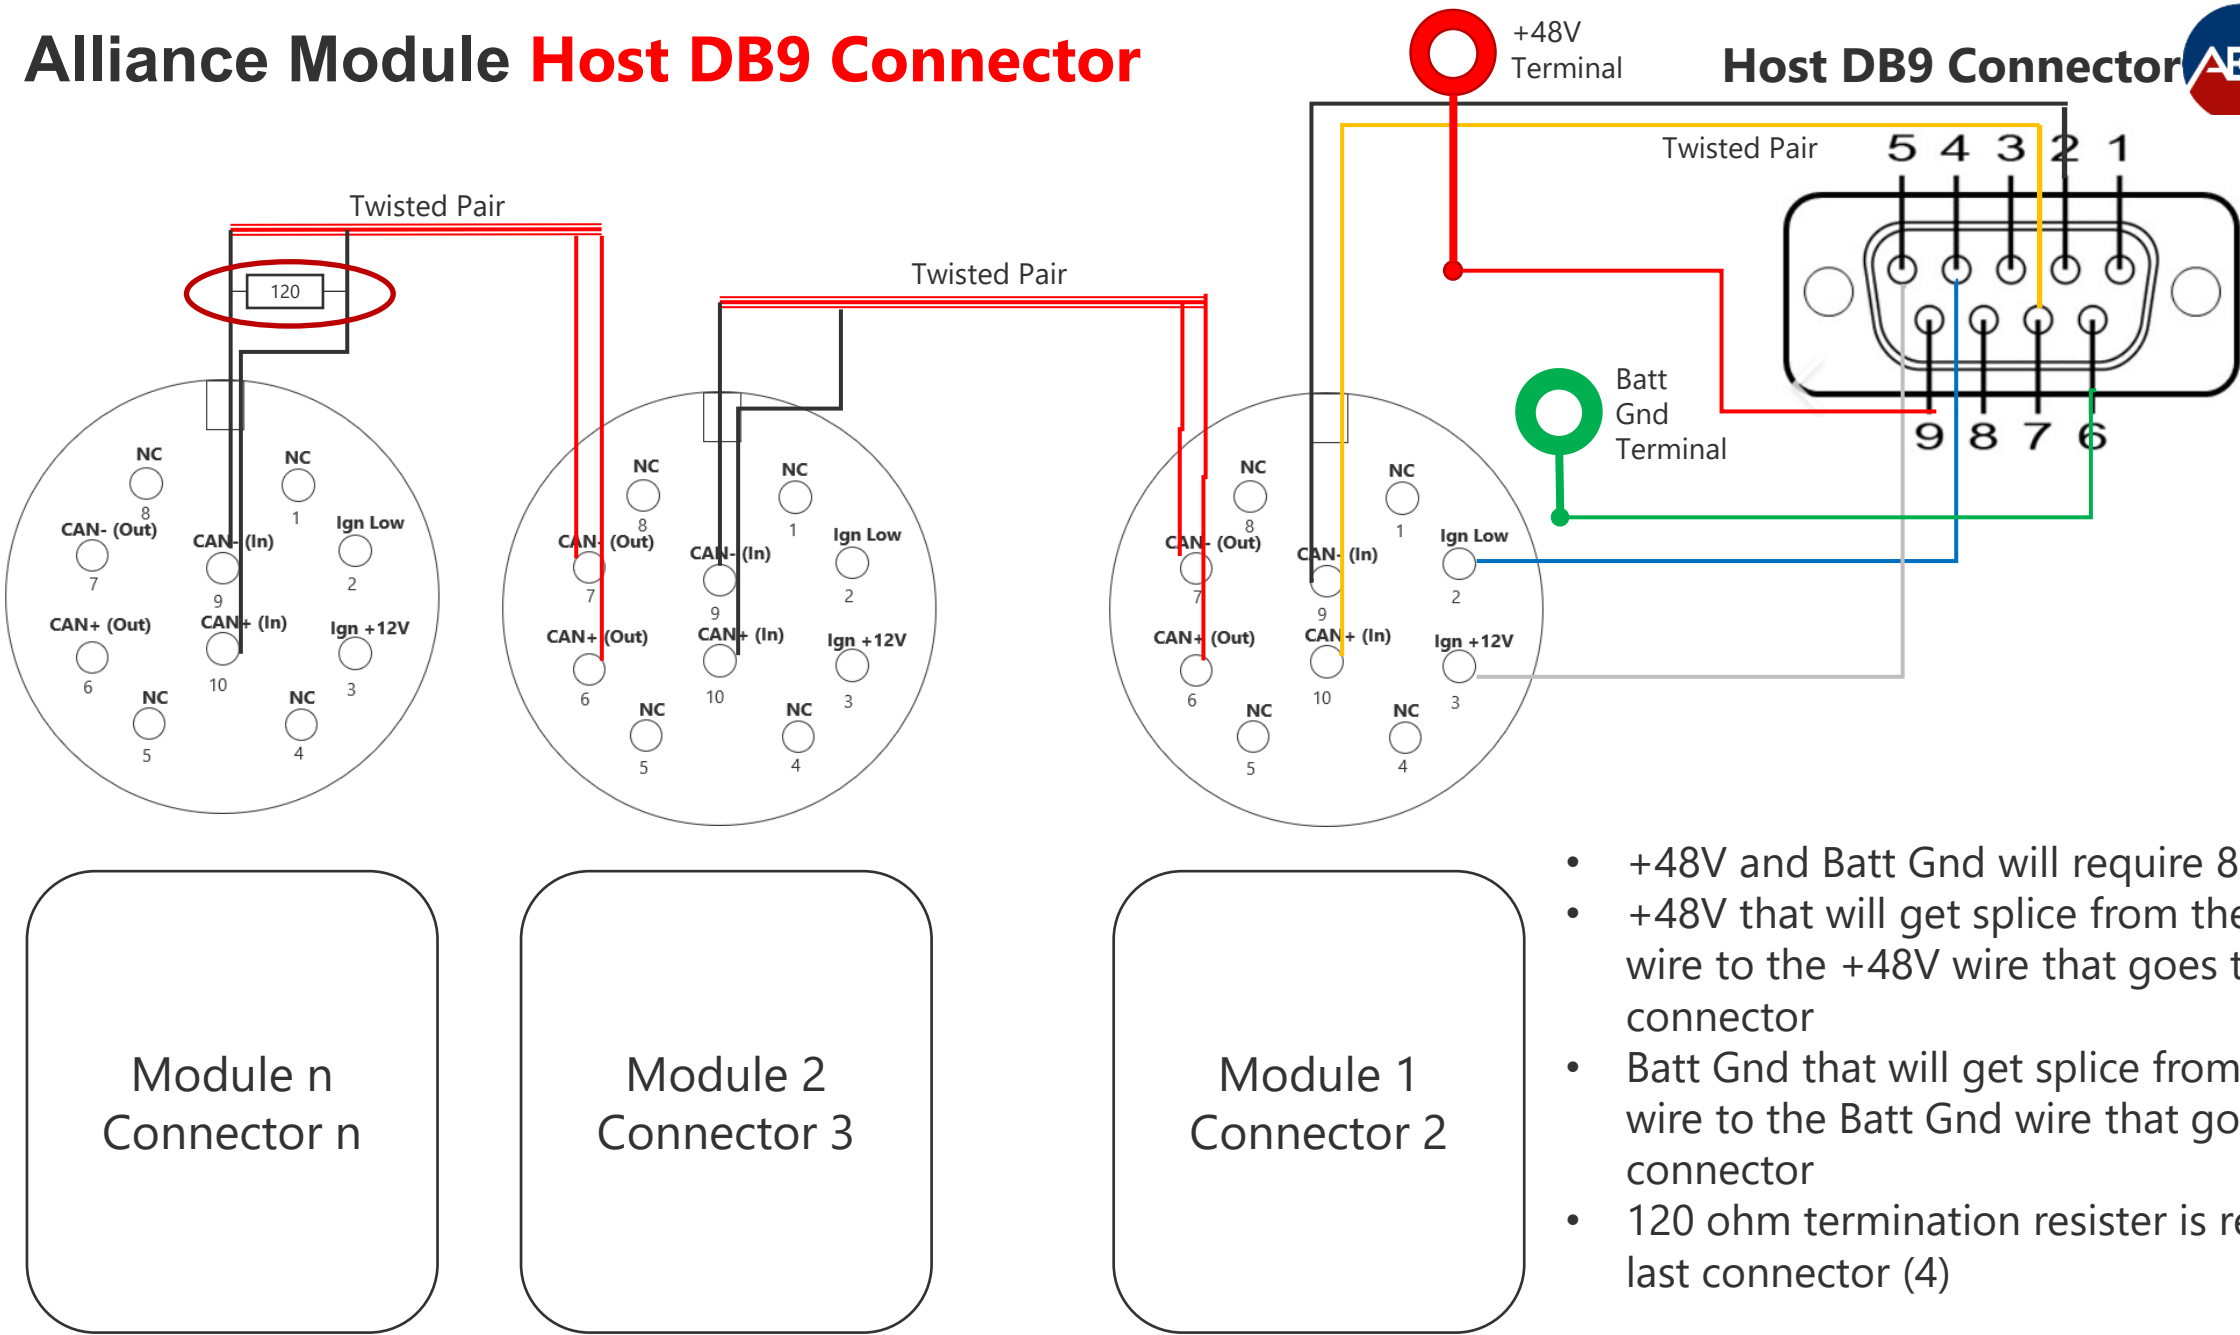 Alliance Module Host DB9 Connector
+48V
Terminal
Host DB9 Connector
Twisted Pair
5 4 3 2 1
9 8 7 6
Batt
Gnd
Terminal
Twisted Pair
Twisted Pair
120
NC
8
NC
1
CAN- (Out)
7
CAN- (In)
9
Ign Low
2
CAN+ (Out)
6
CAN+ (In)
10
Ign +12V
3
NC
5
NC
4
NC
8
NC
1
CAN- (Out)
7
CAN- (In)
9
Ign Low
2
CAN+ (Out)
6
CAN+ (In)
10
Ign +12V
3
NC
5
NC
4
NC
8
NC
1
CAN- (Out)
7
CAN- (In)
9
Ign Low
2
CAN+ (Out)
6
CAN+ (In)
10
Ign +12V
3
NC
5
NC
4
Module n
Connector n
Module 2
Connector 3
Module 1
Connector 2
• +48V and Batt Gnd will require 8
• +48V that will get splice from the
wire to the +48V wire that goes
connector
• Batt Gnd that will get splice from
wire to the Batt Gnd wire that
connector
• 120 ohm termination resister is
last connector (4)